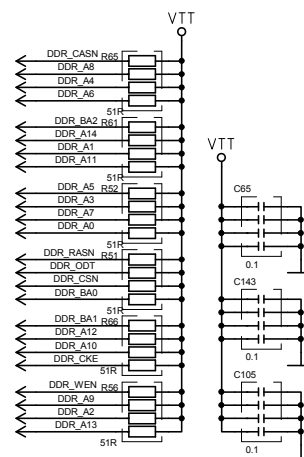 VTT
DDR_CASN R65
DDR_A8
DDR_A4
DDR_A6
51R
DDR_BA2 R61
DDR_A14
DDR_A1
DDR_A11
51R
DDR_A5 R52
DDR_A3
DDR_A7
DDR_A0
51R
DDR_RASN R51
DDR_ODT
DDR_CSN
DDR_BA0
51R
DDR_BA1 R66
DDR_A12
DDR_A10
DDR_CKE
51R
DDR_WEN R56
DDR_A9
DDR_A2
DDR_A13
51R
VTT
C65
0.1
C143
0.1
C105
0.1